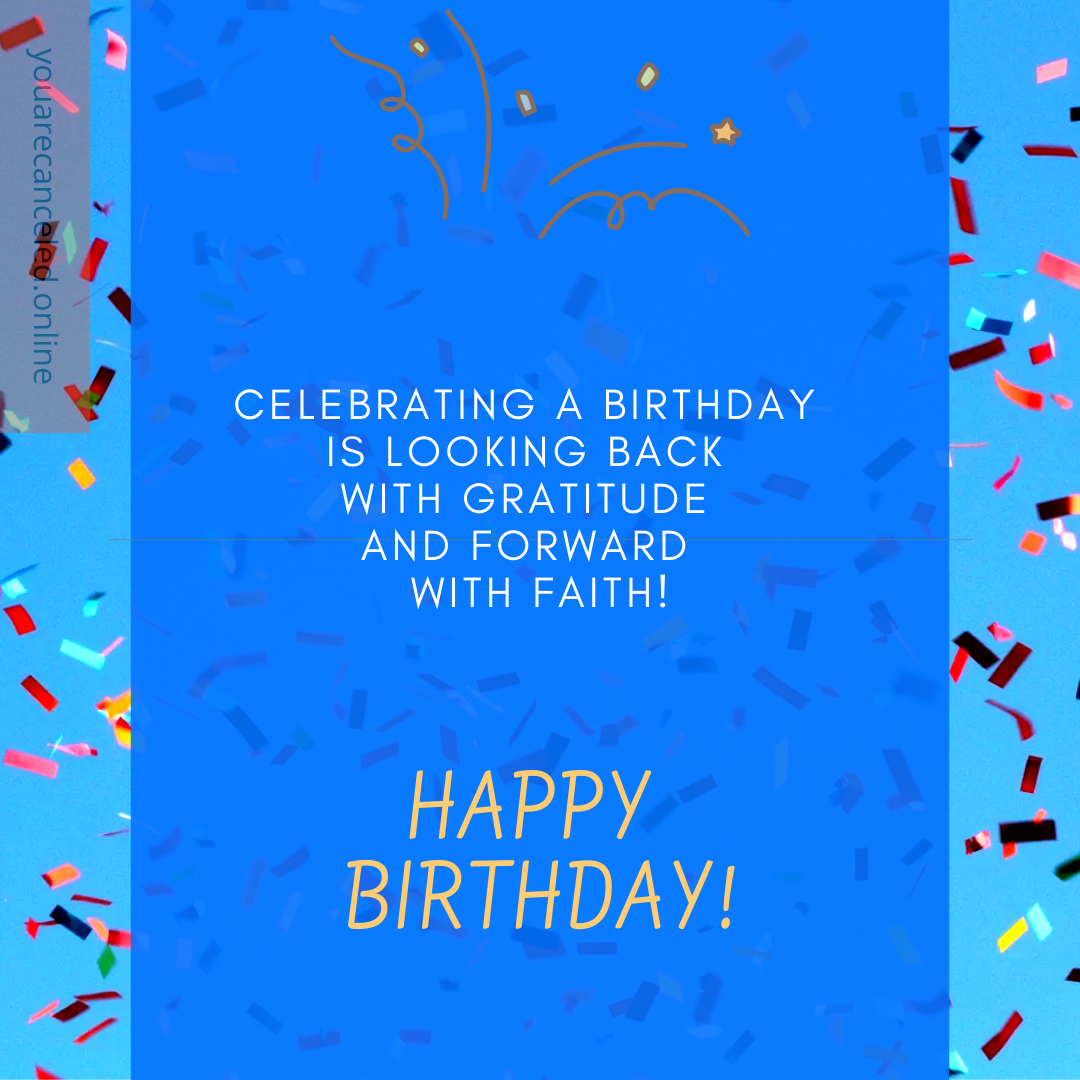 youarecanceled.online
CELEBRATING A BIRTHDAY
IS LOOKING BACK
WITH GRATITUDE
AND FORWARD
WITH FAITH!
HAPPY
BIRTHDAY!